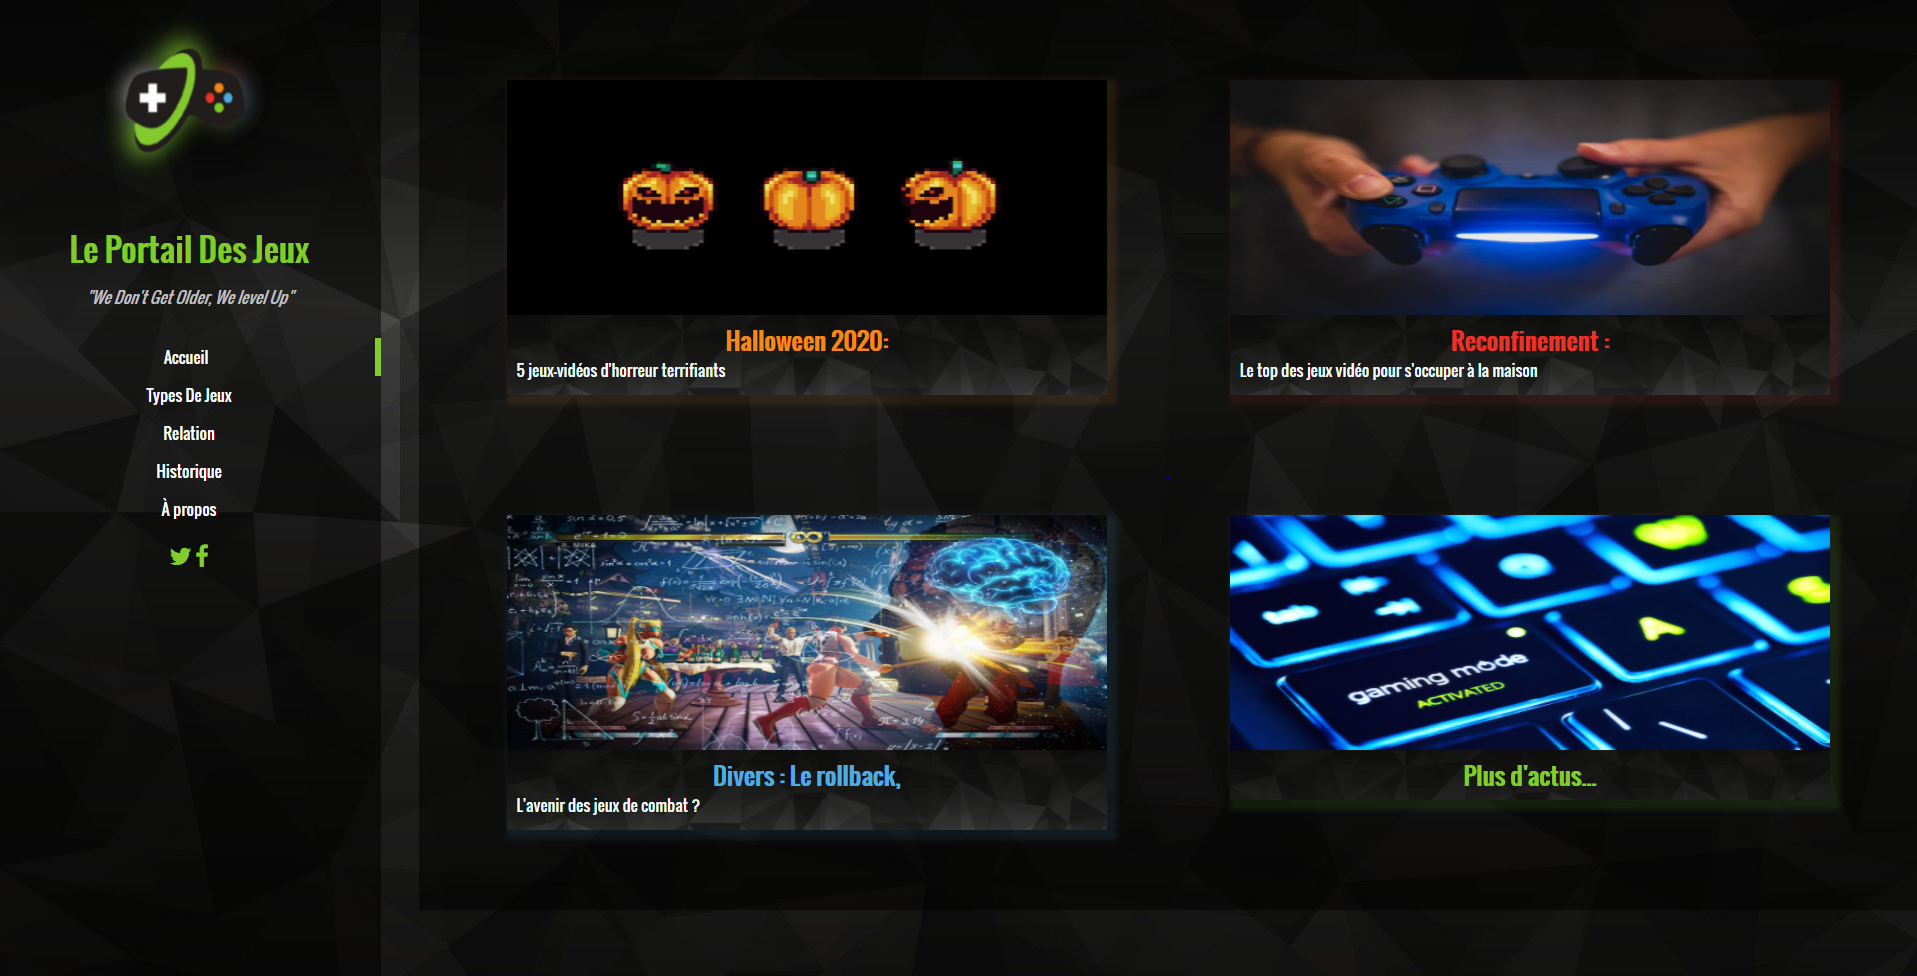 Le Portail Des Jeux
"We Don't Get Older, We level Up"
Accueil
Types De Jeux
Relation
Historique
À propos
Halloween 2020:
5 jeux-vidéos d'horreur terrifiants
Reconfinement :
Le top des jeux vidéo pour s'occuper à la maison
R. MIKA
Divers : Le rollback,
L'avenir des jeux de combat ?
A
gaming mode
ACTIVATED
Plus d'actus...